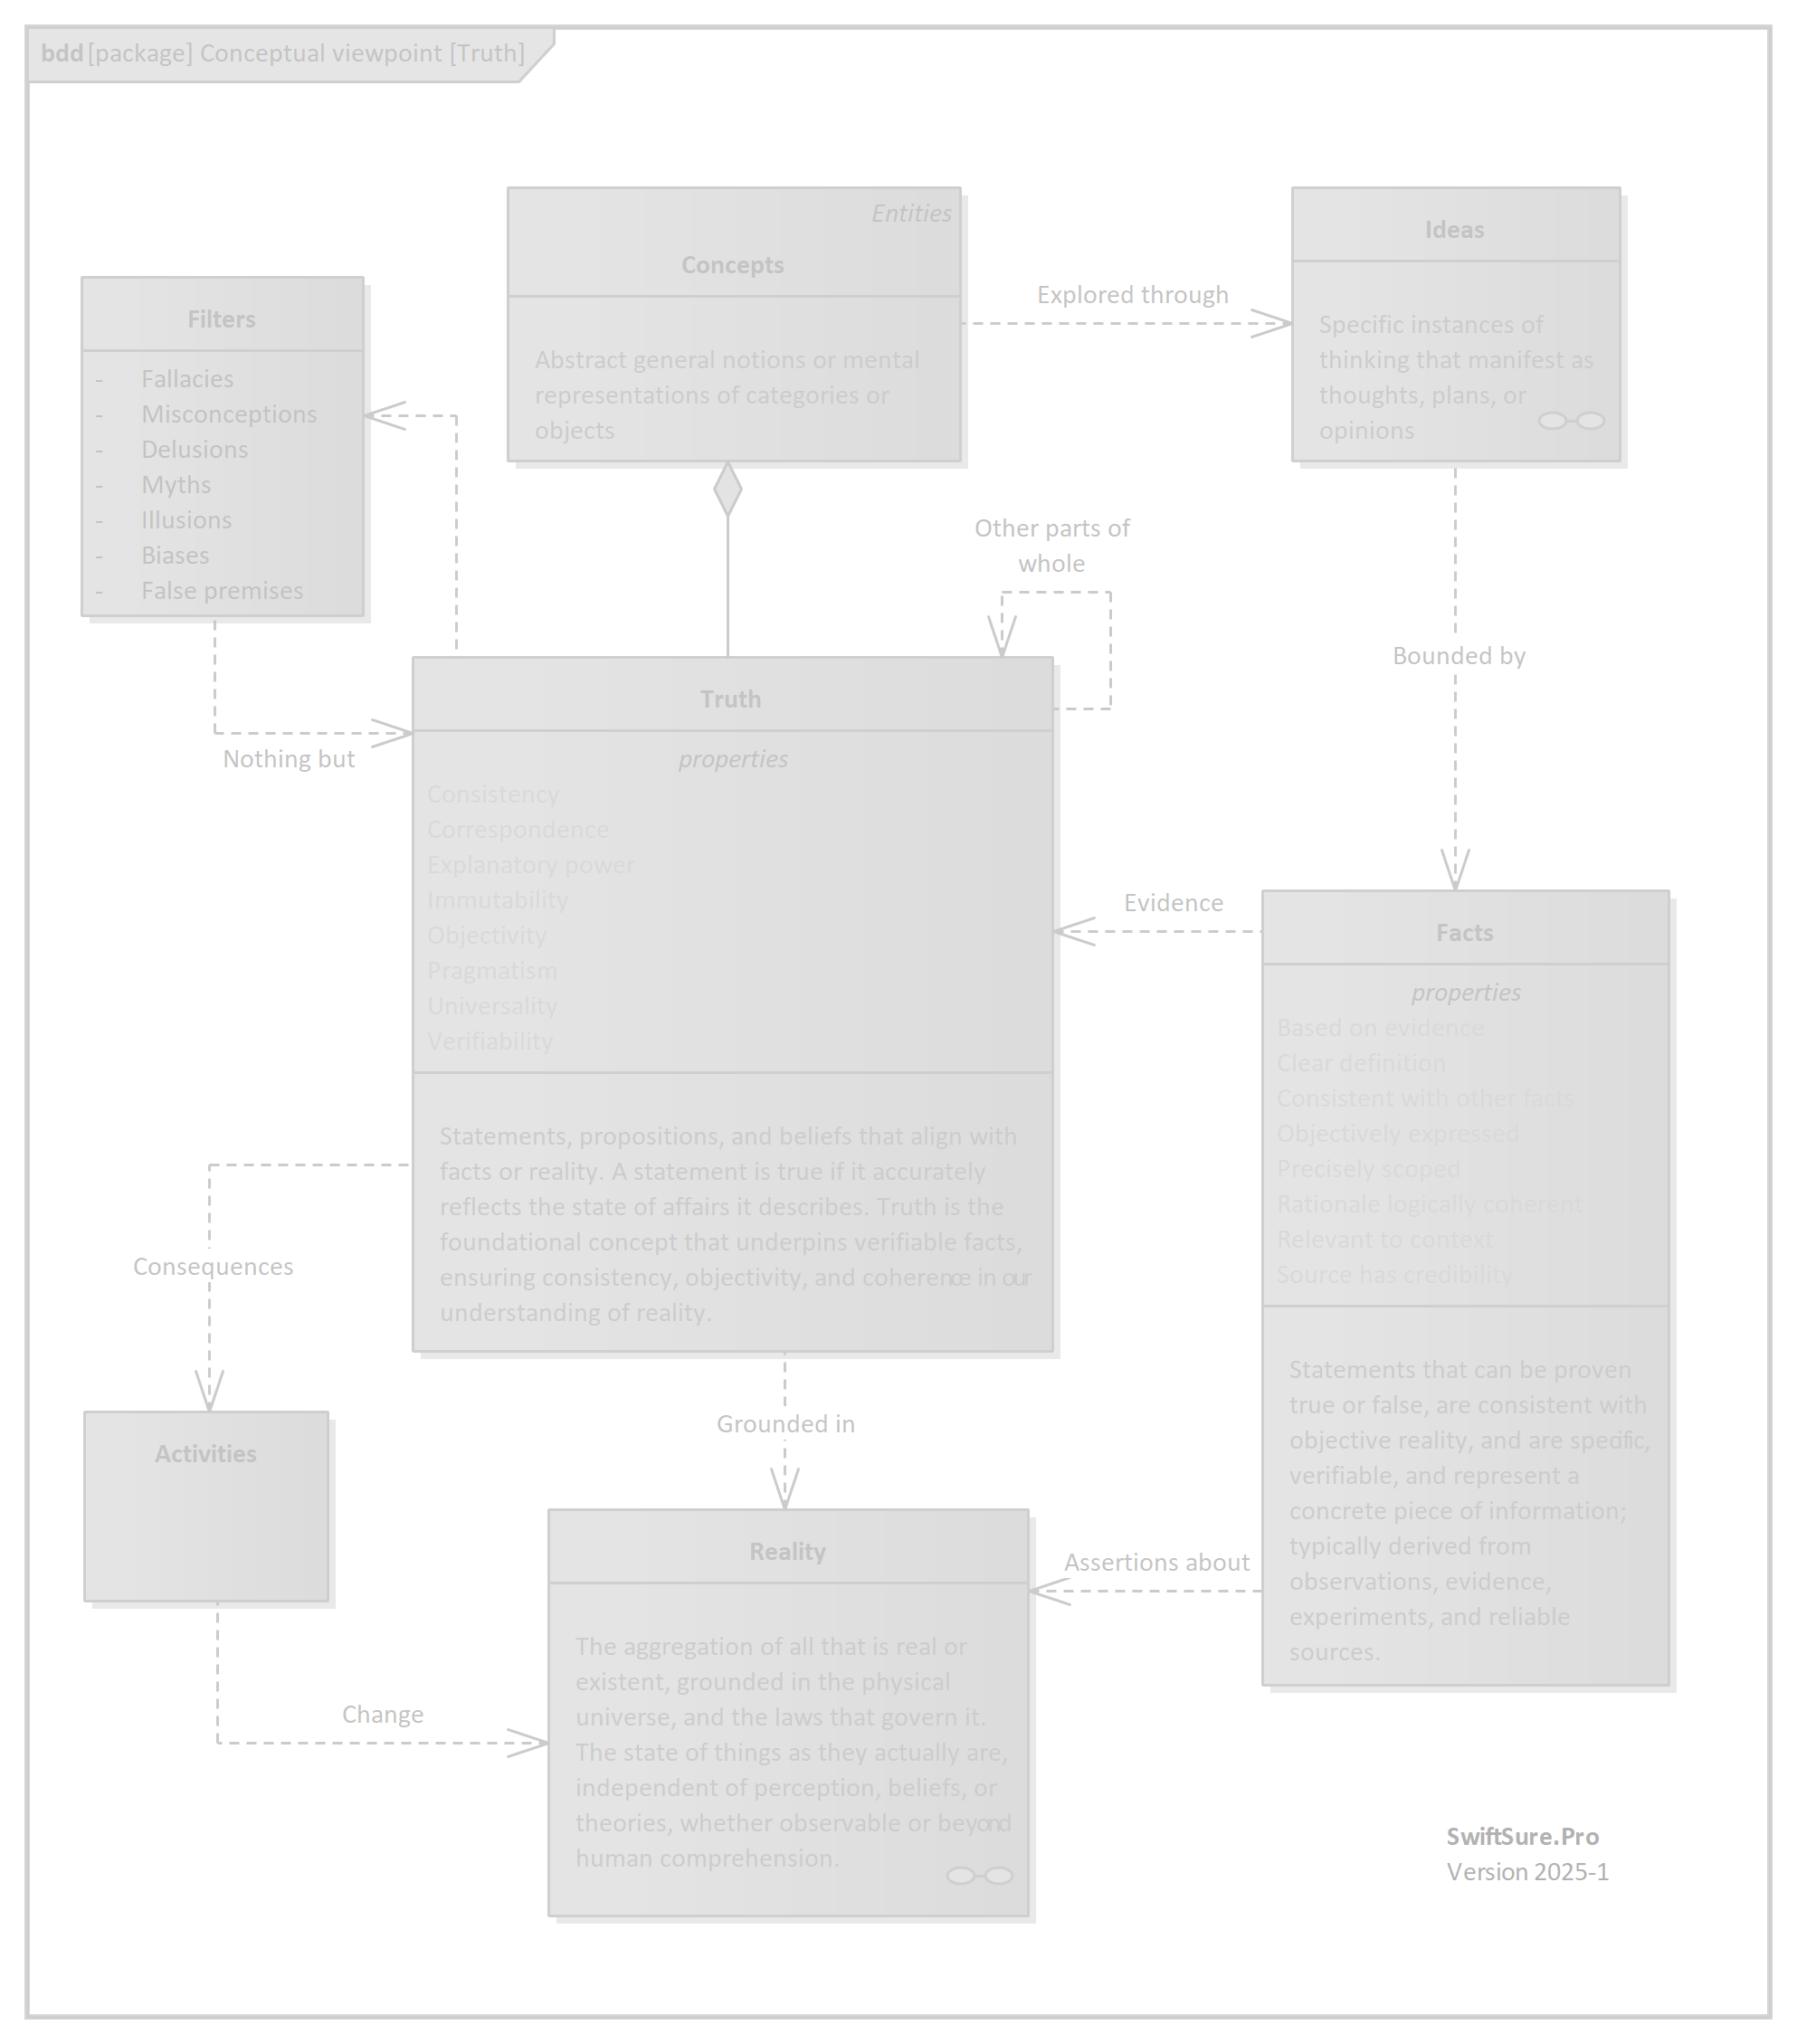 bdd [package] Conceptual viewpoint [Truth]
Entities
Concepts
Abstract general notions or mental
representations of categories or
objects
Explored through
Ideas
Specific instances of
thinking that manifest as
thoughts, plans, or
opinions
Filters
- Fallacies
- Misconceptions
- Delusions
- Myths
- Illusions
- Biases
- False premises
Other parts of
whole
Bounded by
Nothing but
Truth
properties
Consistency
Correspondence
Explanatory power
Immutability
Objectivity
Pragmatism
Universality
Verifiability
Statements, propositions, and beliefs that align with
facts or reality. A statement is true if it accurately
reflects the state of affairs it describes. Truth is the
foundational concept that underpins verifiable facts,
ensuring consistency, objectivity, and coherence in our
understanding of reality.
Evidence
Facts
properties
Based on evidence
Clear definition
Consistent with other facts
Objectively expressed
Precisely scoped
Rationale logically coherent
Relevant to context
Source has credibility
Statements that can be proven
true or false, are consistent with
objective reality, and are specific,
verifiable, and represent a
concrete piece of information;
typically derived from
observations, evidence,
experiments, and reliable
sources.
Consequences
Activities
Grounded in
Assertions about
Change
Reality
The aggregation of all that is real or
existent, grounded in the physical
universe, and the laws that govern it.
The state of things as they actually are,
independent of perception, beliefs, or
theories, whether observable or beyond
human comprehension.
SwiftSure.Pro
Version 2025-1